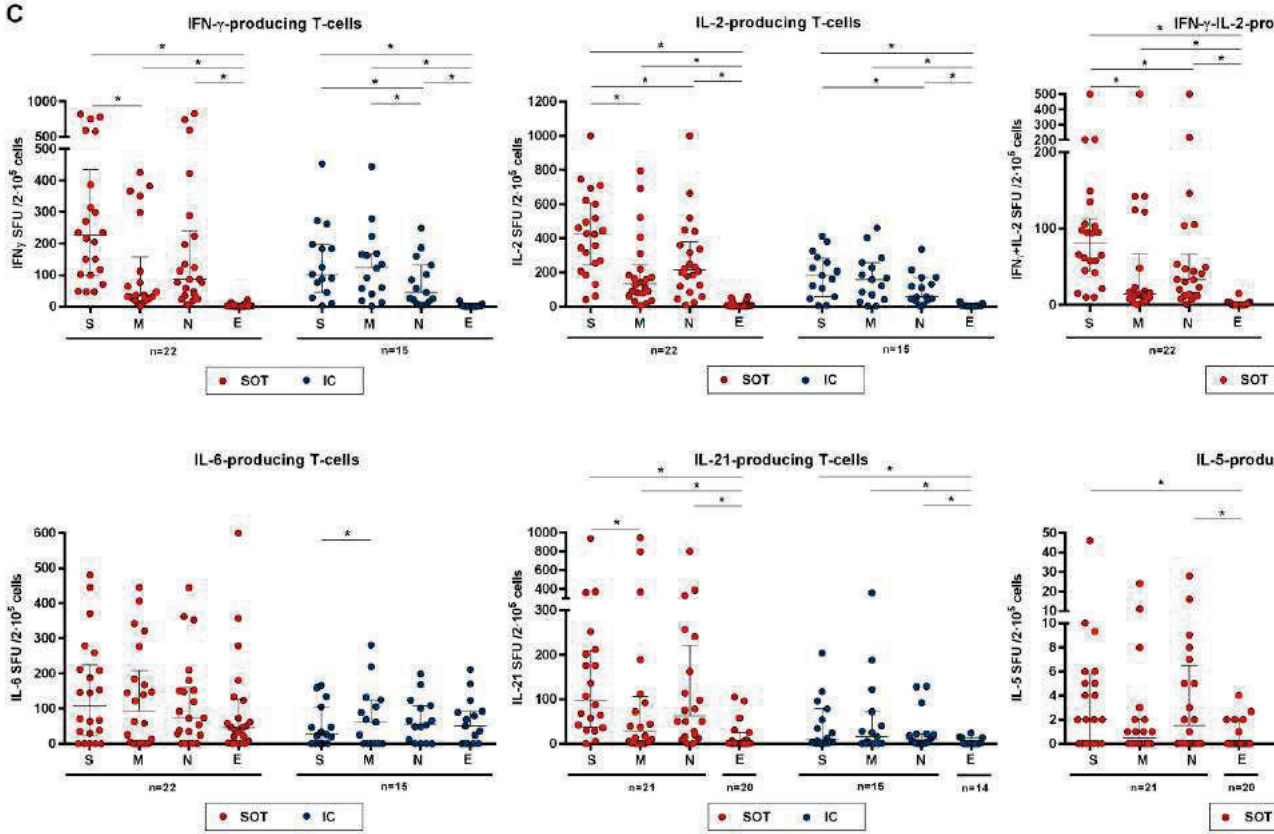 C
IFN-γ-producing T-cells
IFNγ SFU /2·10⁵ cells
1000
500
500
400
300
200
100
0
* * * * * * * * *
S M N E S M N E
n=22 n=15
SOT IC
IL-2-producing T-cells
IL-2 SFU /2·10⁵ cells
1200
1000
800
600
400
200
0
* * * * * * * * *
S M N E S M N E
n=22 n=15
SOT IC
IFN-γ-IL-2-pro
IFNγ+IL-2 SFU /2·10⁵ cells
500
400
300
200
200
100
0
* * * * *
S M N E
n=22
SOT
IL-6-producing T-cells
IL-6 SFU /2·10⁵ cells
600
500
400
300
200
100
0
*
S M N E S M N E
n=22 n=15
SOT IC
IL-21-producing T-cells
IL-21 SFU /2·10⁵ cells
1000
800
600
400
300
300
200
100
0
* * * * * * *
S M N E S M N E
n=21 n=20 n=15 n=14
SOT IC
IL-5-produ
IL-5 SFU /2·10⁵ cells
50
40
30
20
10
10
8
6
4
2
0
* *
S M N E
n=21 n=20
SOT